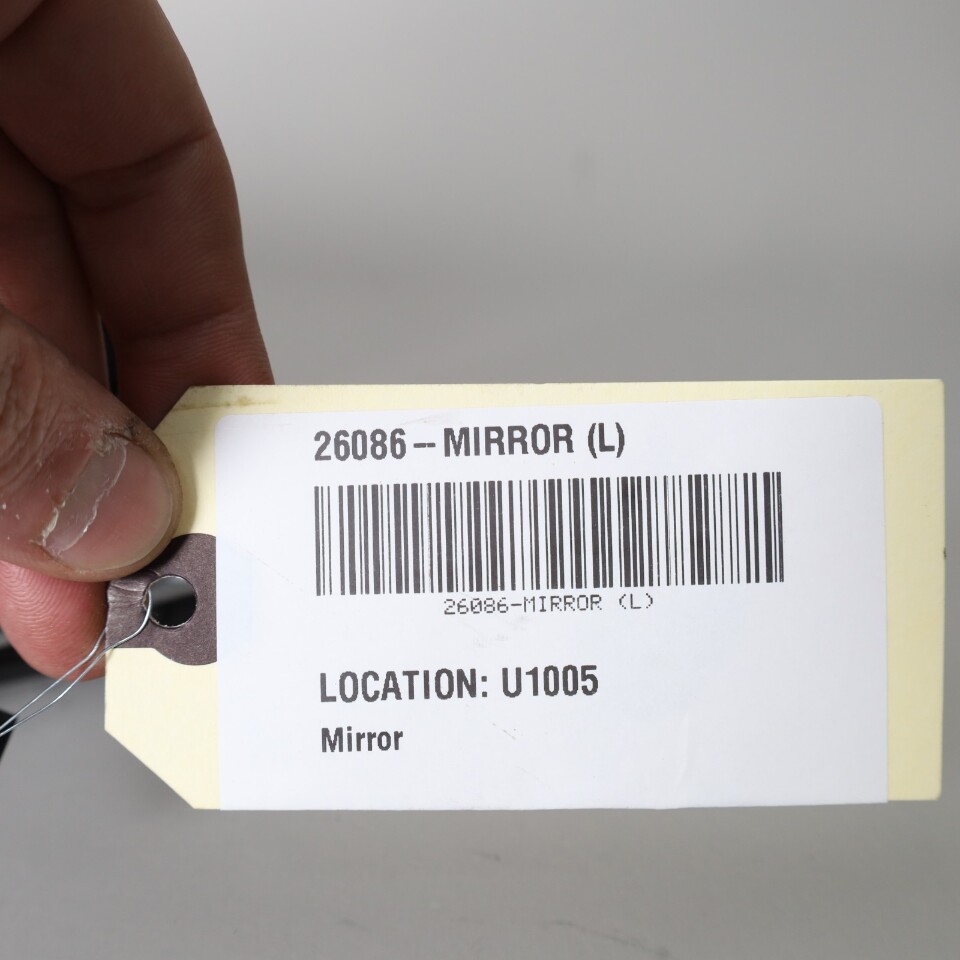 26086 – MIRROR (L)
26086-MIRROR (L)
LOCATION: U1005
Mirror